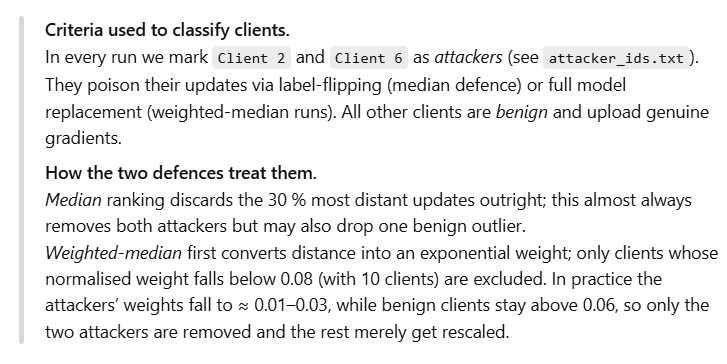 Criteria used to classify clients.
In every run we mark Client 2 and Client 6 as attackers (see attacker_ids.txt).
They poison their updates via label-flipping (median defence) or full model
replacement (weighted-median runs). All other clients are benign and upload genuine
gradients.
How the two defences treat them.
Median ranking discards the 30 % most distant updates outright; this almost always
removes both attackers but may also drop one benign outlier.
Weighted-median first converts distance into an exponential weight; only clients whose
normalised weight falls below 0.08 (with 10 clients) are excluded. In practice the
attackers’ weights fall to ≈ 0.01–0.03, while benign clients stay above 0.06, so only the
two attackers are removed and the rest merely get rescaled.